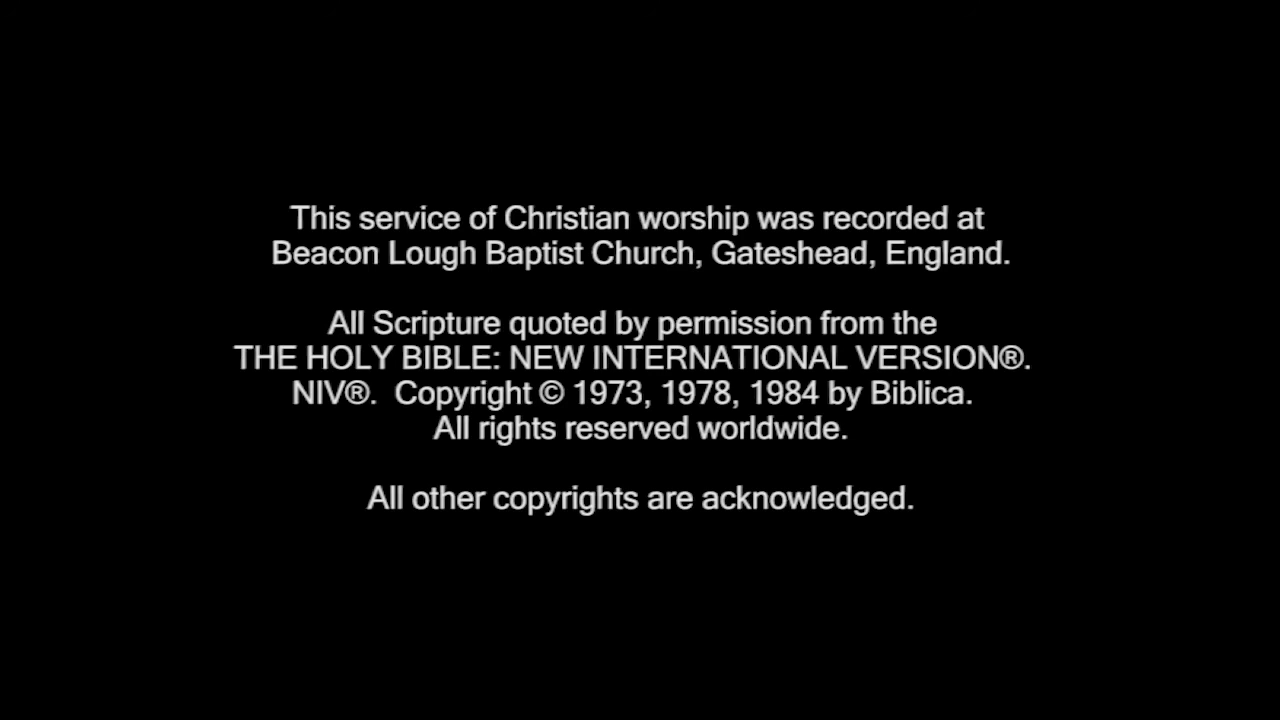 This service of Christian worship was recorded at
Beacon Lough Baptist Church, Gateshead, England.
All Scripture quoted by permission from the
THE HOLY BIBLE: NEW INTERNATIONAL VERSION®.
NIV®.  Copyright © 1973, 1978, 1984 by Biblica.
All rights reserved worldwide.
All other copyrights are acknowledged.